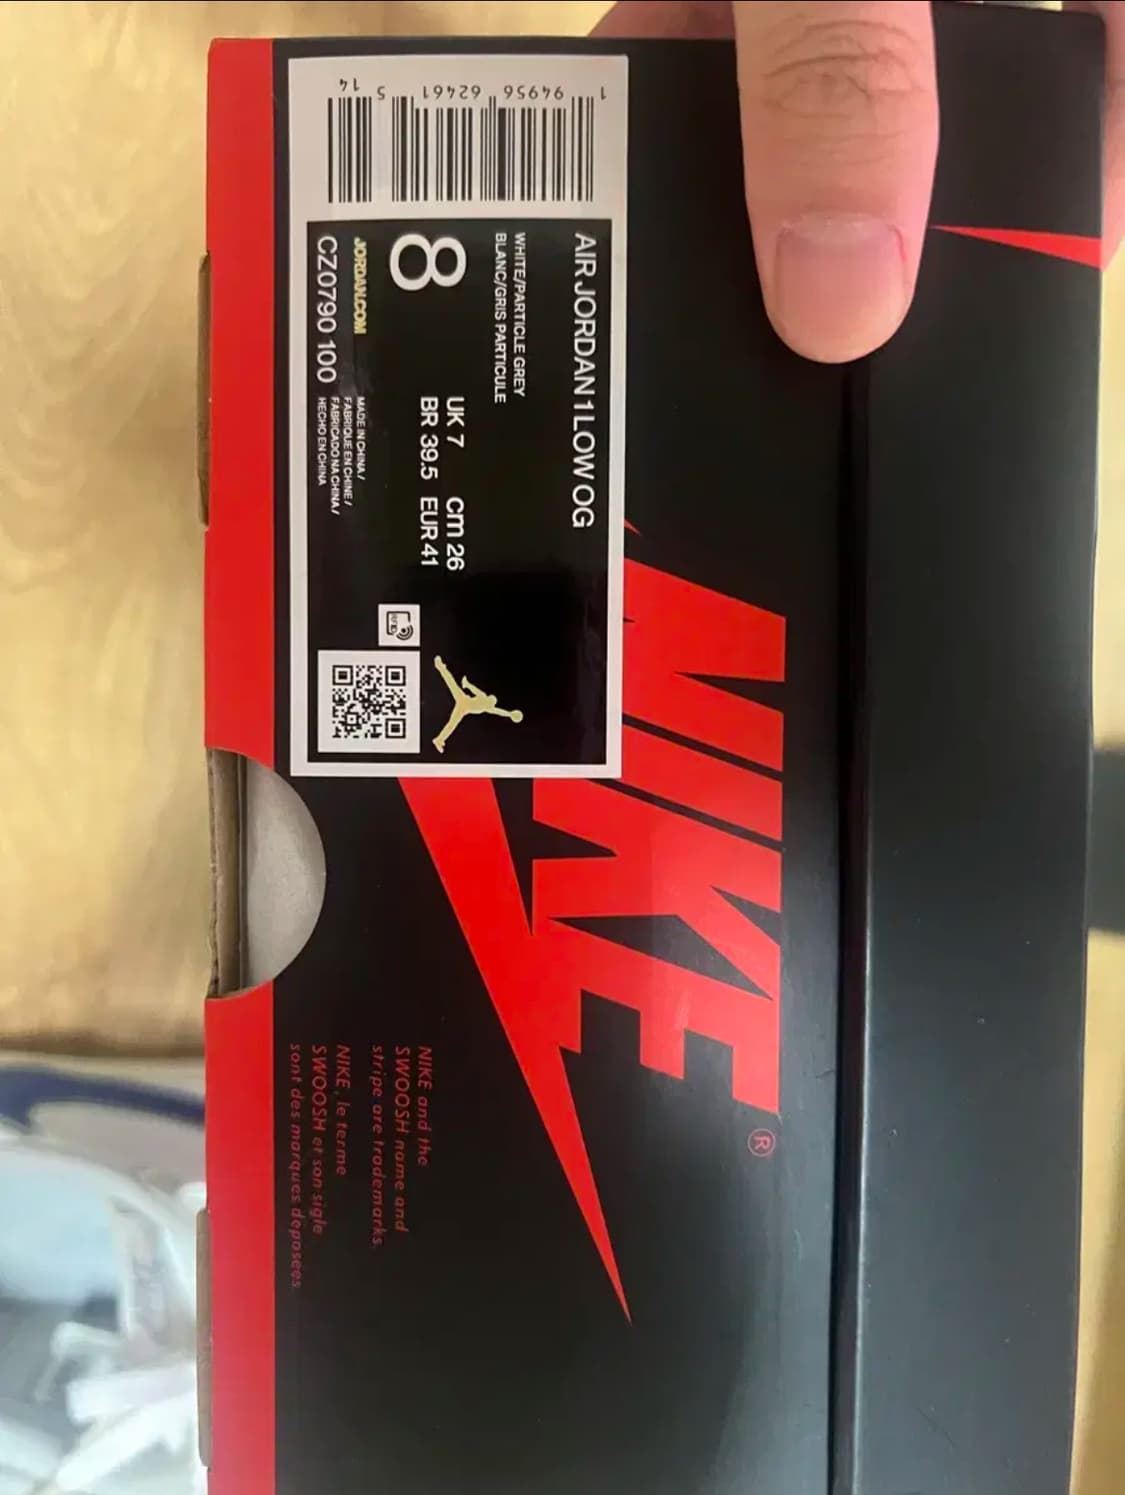 1 94956 62461 5 14
AIR JORDAN 1 LOW OG
WHITE/PARTICLE GREY
BLANC/GRIS PARTICULE
8
UK 7 cm 26
BR 39.5 EUR 41
JORDAN.COM
CZ0790 100
MADE IN CHINA /
FABRIQUE EN CHINE /
FABRICADO NA CHINA /
HECHO EN CHINA
NIKE ®
NIKE and the
SWOOSH name and
stripe are trademarks.
NIKE, le terme
SWOOSH et son sigle
sont des marques deposees.